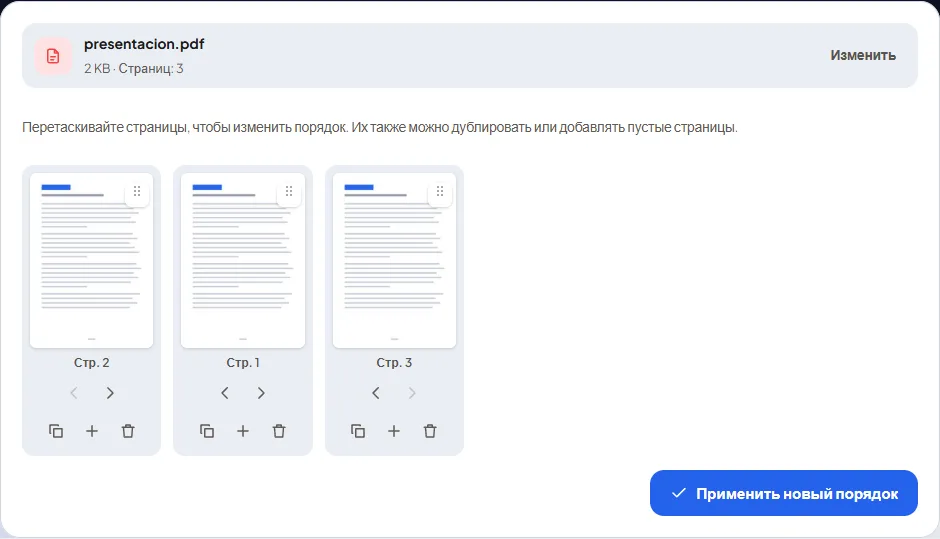 presentacion.pdf
2 KB · Страниц: 3
Изменить
Перетаскивайте страницы, чтобы изменить порядок. Их также можно дублировать или добавлять пустые страницы.
Стр. 2
Стр. 1
Стр. 3
Применить новый порядок